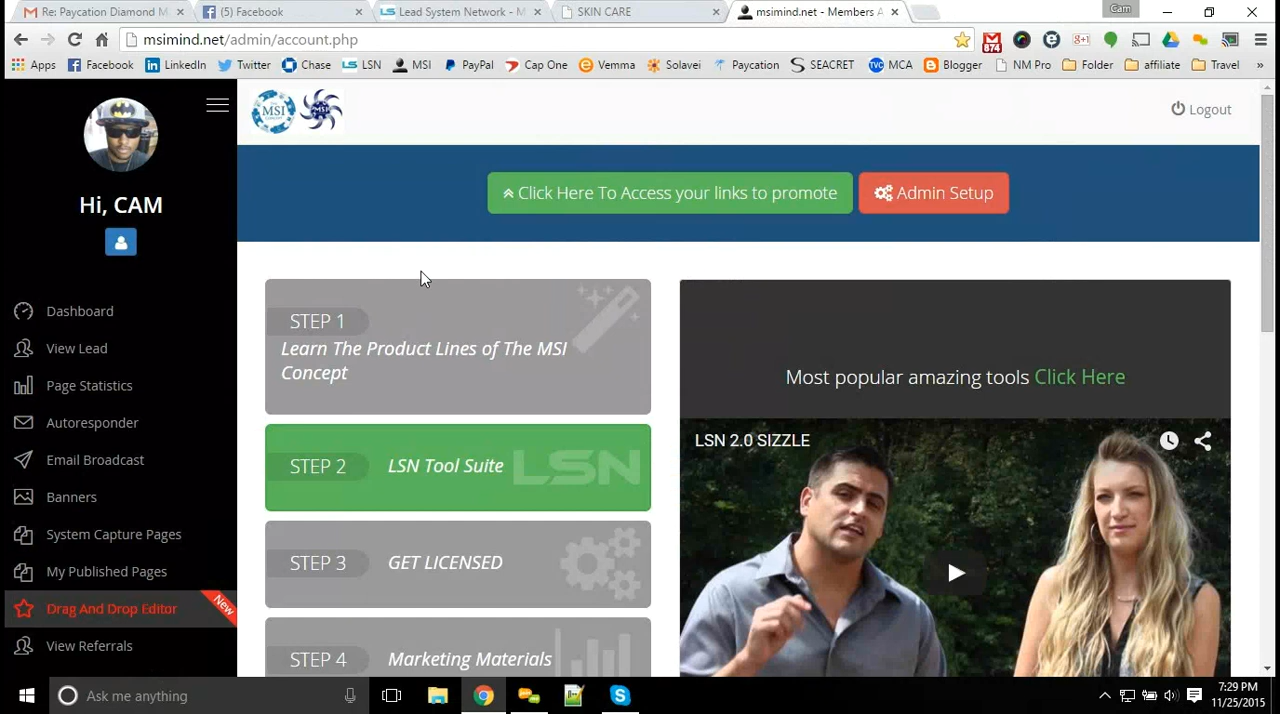 Re: Paycation Diamond M
(5) Facebook
Lead System Network - M
SKIN CARE
msimind.net - Members A
Cam
msimind.net/admin/account.php
874
g+1
Apps
Facebook
LinkedIn
Twitter
Chase
LSN
MSI
PayPal
Cap One
Vemma
Solavei
Paycation
SEACRET
TVC MCA
Blogger
NM Pro
Folder
affiliate
Travel
»
MSI
MSI
Logout
Click Here To Access your links to promote
Admin Setup
Hi, CAM
Dashboard
View Lead
Page Statistics
Autoresponder
Email Broadcast
Banners
System Capture Pages
My Published Pages
Drag And Drop Editor
New
View Referrals
STEP 1
Learn The Product Lines of The MSI
Concept
STEP 2 LSN Tool Suite LSN
STEP 3 GET LICENSED
STEP 4 Marketing Materials
Most popular amazing tools Click Here
LSN 2.0 SIZZLE
Ask me anything
7:29 PM
11/25/2015